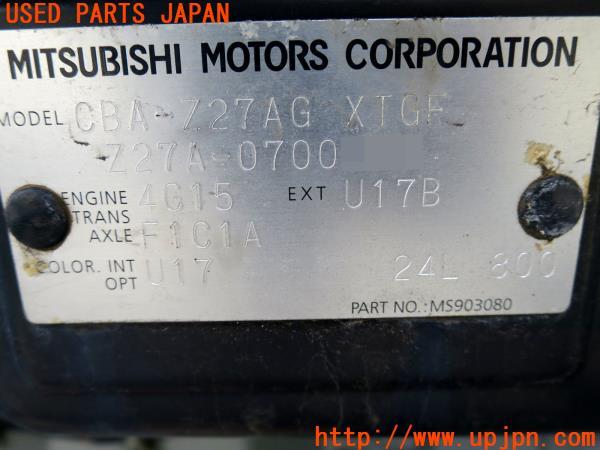 USED PARTS JAPAN
MITSUBISHI MOTORS CORPORATION
MODEL CBA-Z27AG XTGF
Z27A-0700
ENGINE 4G15 EXT U17B
TRANS AXLE F1C1A
COLOR. INT U17 24L 800
OPT
PART NO.:MS903080
http://www.upjpn.com/